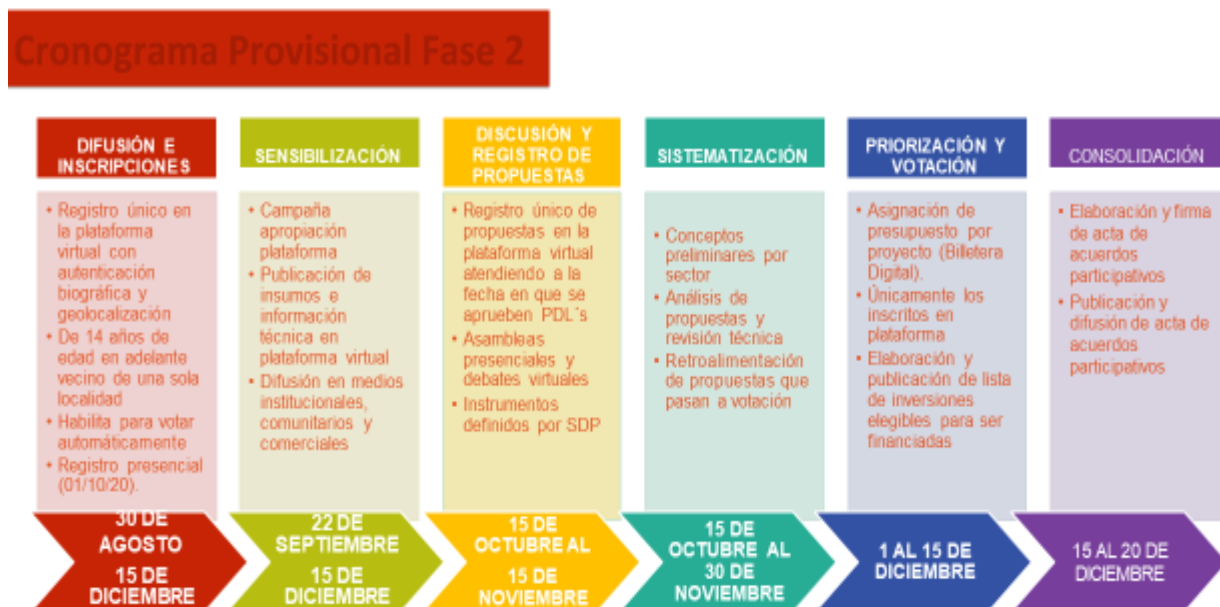 Cronograma Provisional Fase 2
DIFUSIÓN E
INSCRIPCIONES
• Registro único en
la plataforma
virtual con
autenticación
biográfica y
geolocalización
• De 14 años de
edad en adelante
vecino de una sola
localidad
• Habilita para votar
automáticamente
• Registro presencial
(01/10/20).
30 DE
AGOSTO
15 DE
DICIEMBRE
SENSIBILIZACIÓN
• Campaña
apropiación
plataforma
• Publicación de
insumos e
información
técnica en
plataforma virtual
• Difusión en medios
institucionales,
comunitarios y
comerciales
22 DE
SEPTIEMBRE
15 DE
DICIEMBRE
DISCUSIÓN Y
REGISTRO DE
PROPUESTAS
• Registro único de
propuestas en la
plataforma virtual
atendiendo a la
fecha en que se
aprueben PDL´s
• Asambleas
presenciales y
debates virtuales
• Instrumentos
definidos por SDP
15 DE
OCTUBRE AL
15 DE
NOVIEMBRE
SISTEMATIZACIÓN
• Conceptos
preliminares por
sector
• Análisis de
propuestas y
revisión técnica
• Retroalimentación
de propuestas que
pasan a votación
15 DE
OCTUBRE AL
30 DE
NOVIEMBRE
PRIORIZACIÓN Y
VOTACIÓN
• Asignación de
presupuesto por
proyecto (Billetera
Digital).
• Únicamente los
inscritos en
plataforma
• Elaboración y
publicación de lista
de inversiones
elegibles para ser
financiadas
1 AL 15 DE
DICIEMBRE
CONSOLIDACIÓN
• Elaboración y firma
de acta de
acuerdos
participativos
• Publicación y
difusión de acta de
acuerdos
participativos
15 AL 20 DE
DICIEMBRE